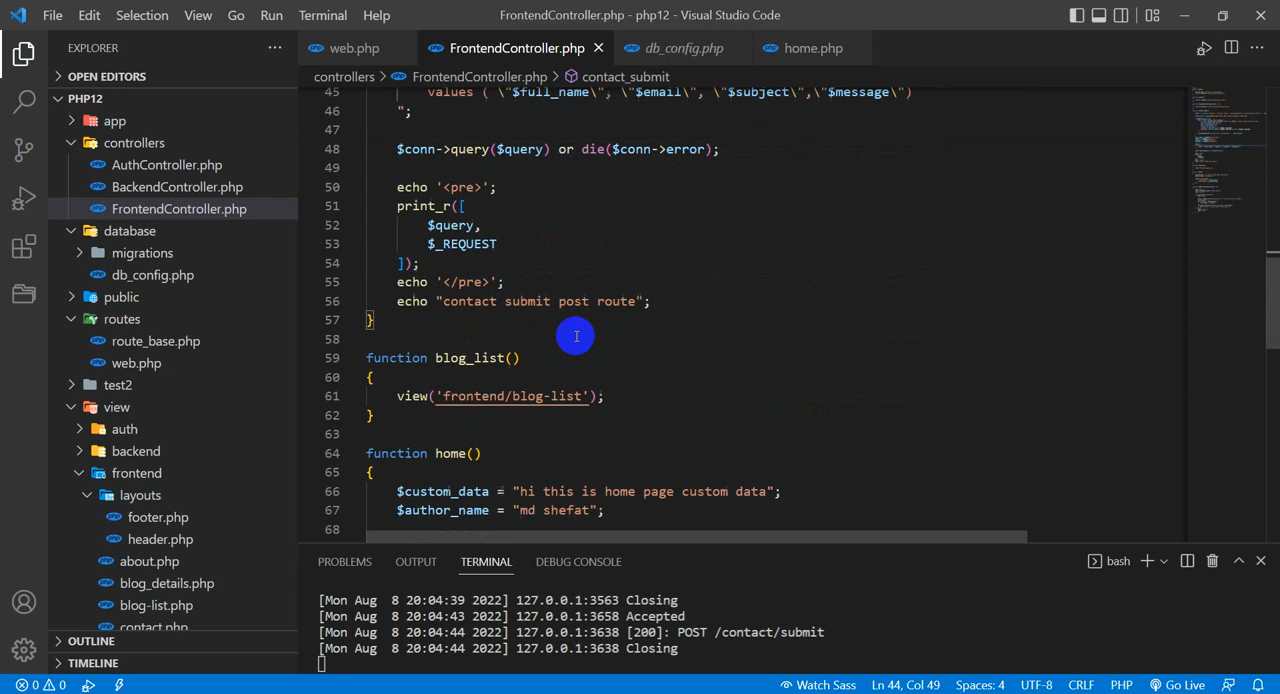 File Edit Selection View Go Run Terminal Help FrontendController.php - php12 - Visual Studio Code
EXPLORER
OPEN EDITORS
PHP12
app
controllers
AuthController.php
BackendController.php
FrontendController.php
database
migrations
db_config.php
public
routes
route_base.php
web.php
test2
view
auth
backend
frontend
layouts
footer.php
header.php
about.php
blog_details.php
blog-list.php
contact.php
OUTLINE
TIMELINE
web.php FrontendController.php db_config.php home.php
controllers > FrontendController.php > contact_submit
45 values ( \"$full_name\", \"$email\", \"$subject\",\"$message\")
46 ";
47
48 $conn->query($query) or die($conn->error);
49
50 echo '<pre>';
51 print_r([
52 $query,
53 $_REQUEST
54 ]);
55 echo '</pre>';
56 echo "contact submit post route";
57 }
58
59 function blog_list()
60 {
61 view('frontend/blog-list');
62 }
63
64 function home()
65 {
66 $custom_data = "hi this is home page custom data";
67 $author_name = "md shefat";
68
PROBLEMS OUTPUT TERMINAL DEBUG CONSOLE bash
[Mon Aug  8 20:04:39 2022] 127.0.0.1:3563 Closing
[Mon Aug  8 20:04:43 2022] 127.0.0.1:3658 Accepted
[Mon Aug  8 20:04:44 2022] 127.0.0.1:3638 [200]: POST /contact/submit
[Mon Aug  8 20:04:44 2022] 127.0.0.1:3638 Closing
0 0 Watch Sass Ln 44, Col 49 Spaces: 4 UTF-8 CRLF PHP Go Live